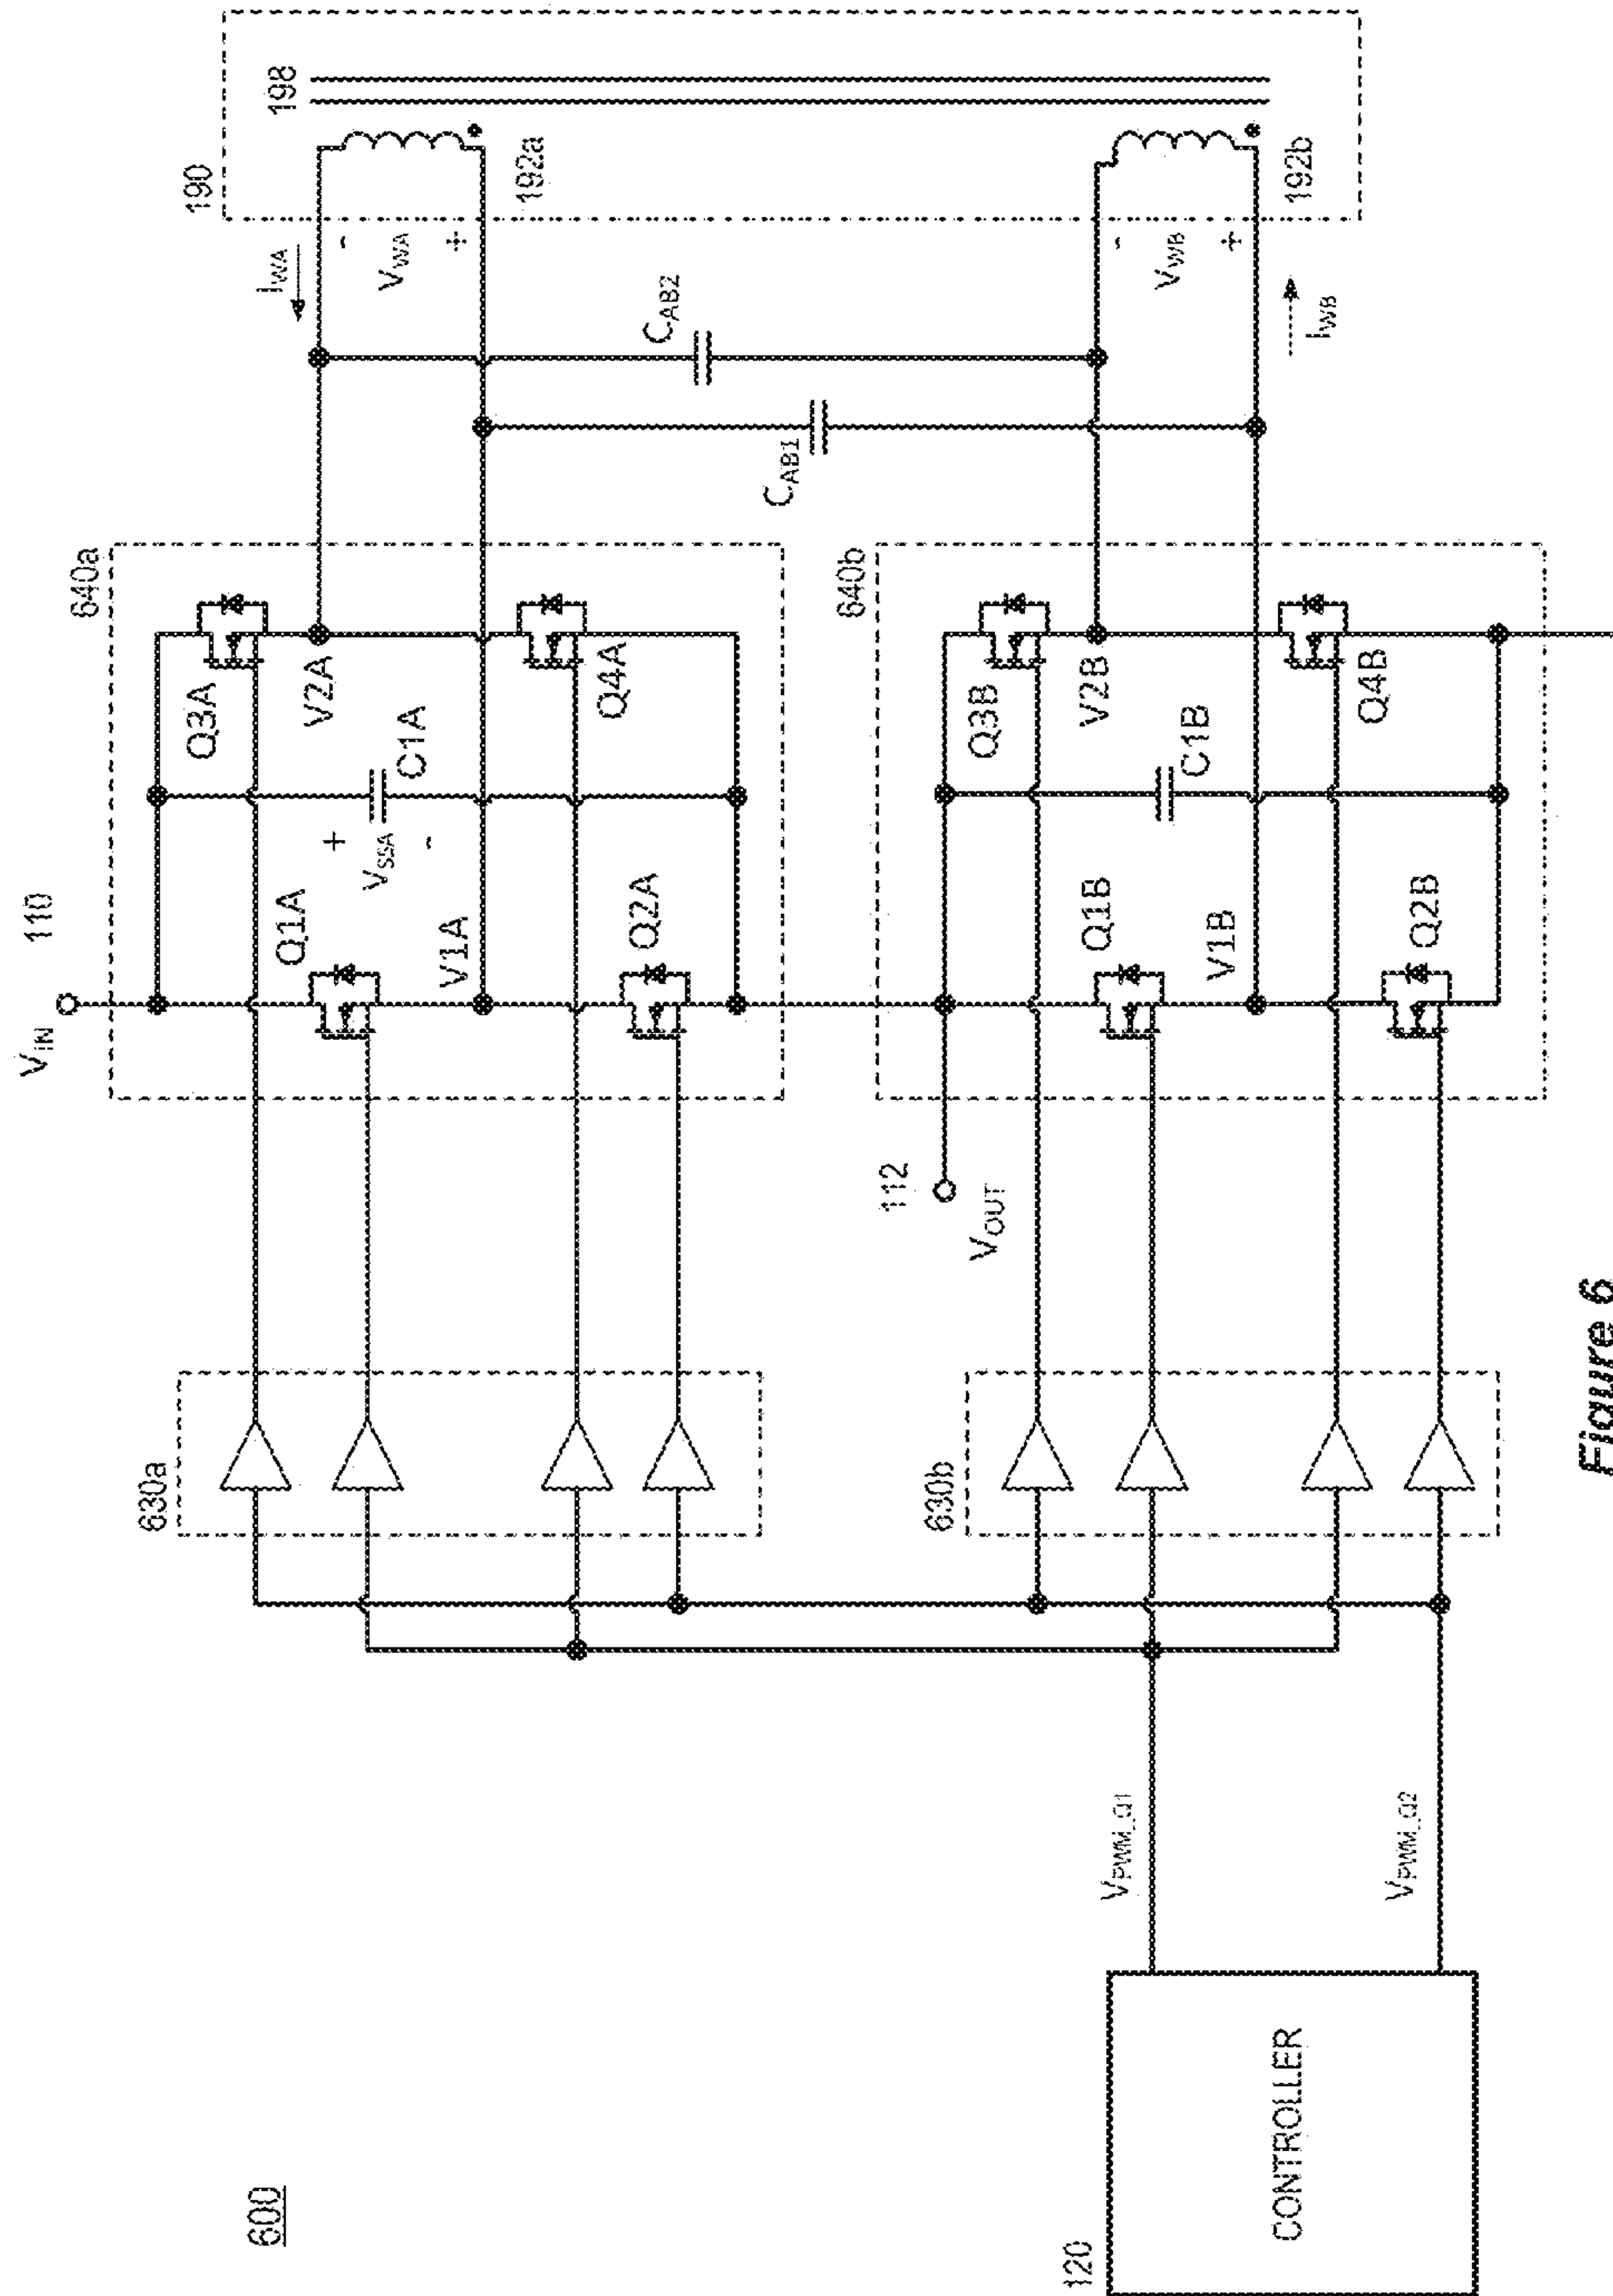 600
V_IN
110
640a
190
198
Q3A
Q1A
I_WA
-
V_WA
+
V2A
C1A
+
V_SSA
-
V1A
Q2A
Q4A
192a
C_AB2
C_AB1
630a
640b
112
V_OUT
Q3B
Q1B
V2B
C1B
V1B
Q2B
Q4B
-
V_WB
+
192b
I_WB
630b
V_PWM_Q1
V_PWM_Q2
120
CONTROLLER
Figure 6